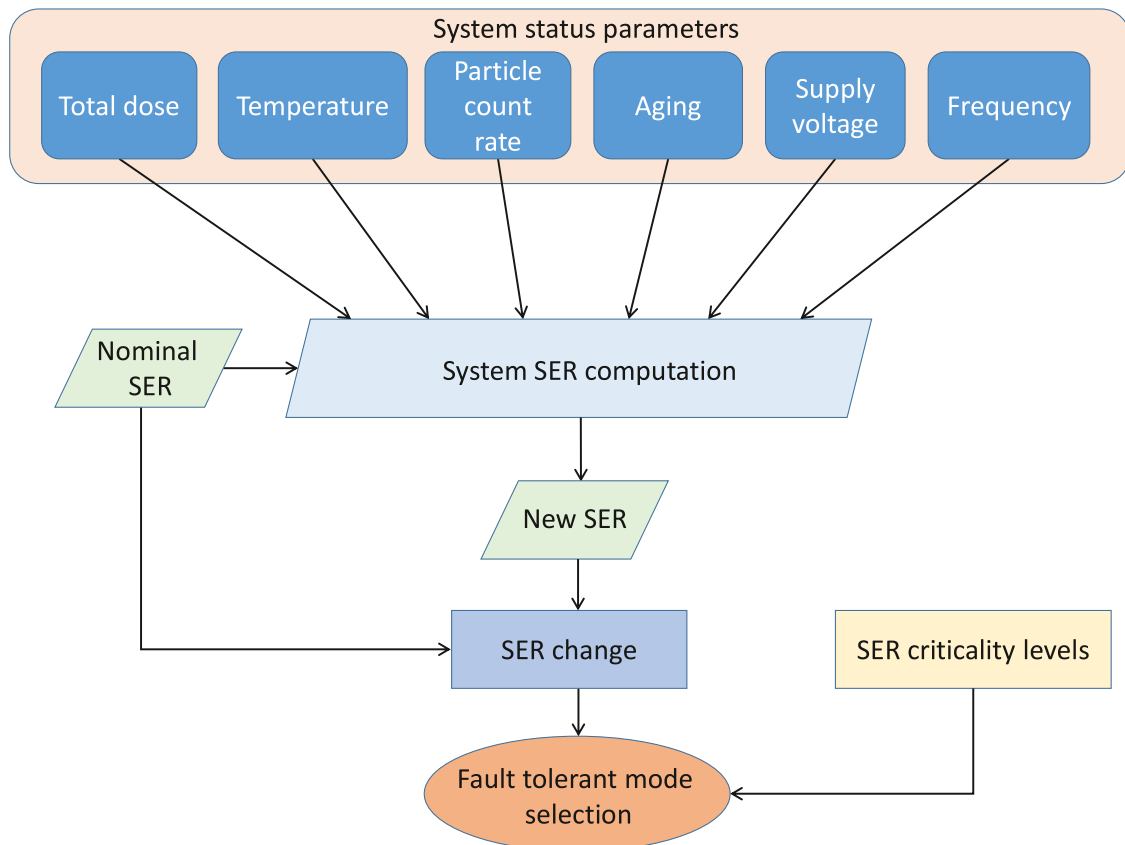 System status parameters
Total dose
Temperature
Particle
count
rate
Aging
Supply
voltage
Frequency
Nominal
SER
System SER computation
New SER
SER change
SER criticality levels
Fault tolerant mode
selection